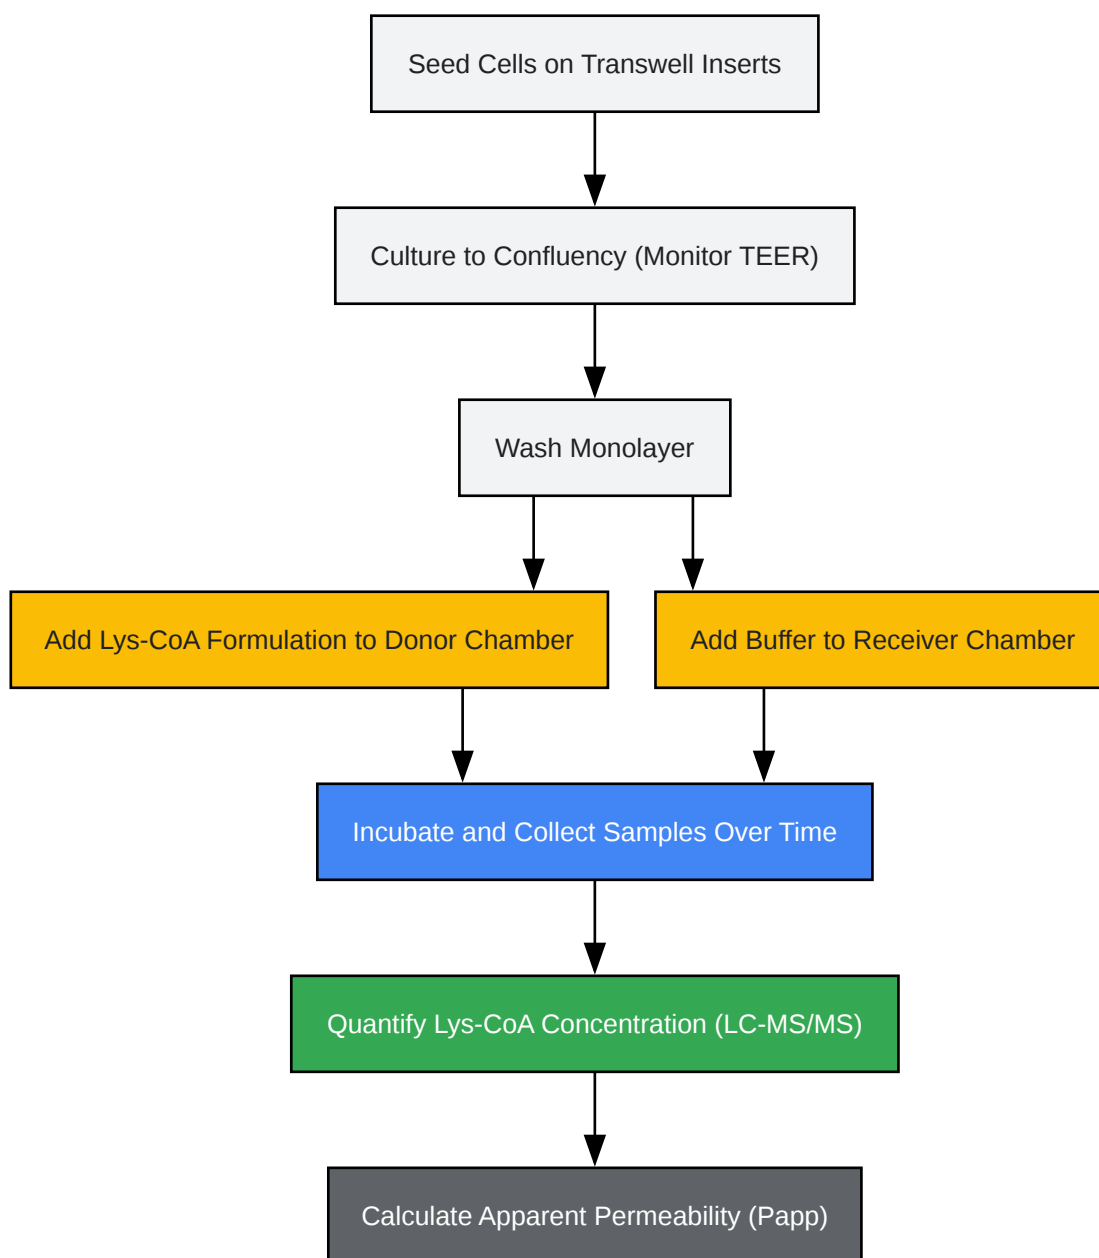 Seed Cells on Transwell Inserts
Culture to Confluency (Monitor TEER)
Wash Monolayer
Add Lys-CoA Formulation to Donor Chamber
Add Buffer to Receiver Chamber
Incubate and Collect Samples Over Time
Quantify Lys-CoA Concentration (LC-MS/MS)
Calculate Apparent Permeability (Papp)